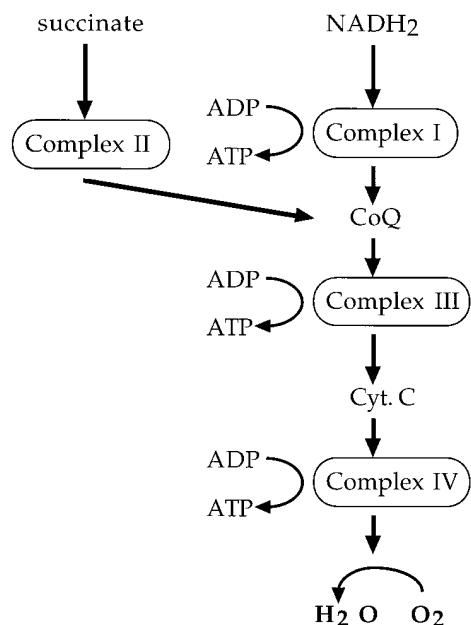 succinate
NADH2
ADP
Complex II
Complex I
ATP
CoQ
ADP
Complex III
ATP
Cyt. C
ADP
Complex IV
ATP
H2 O O2